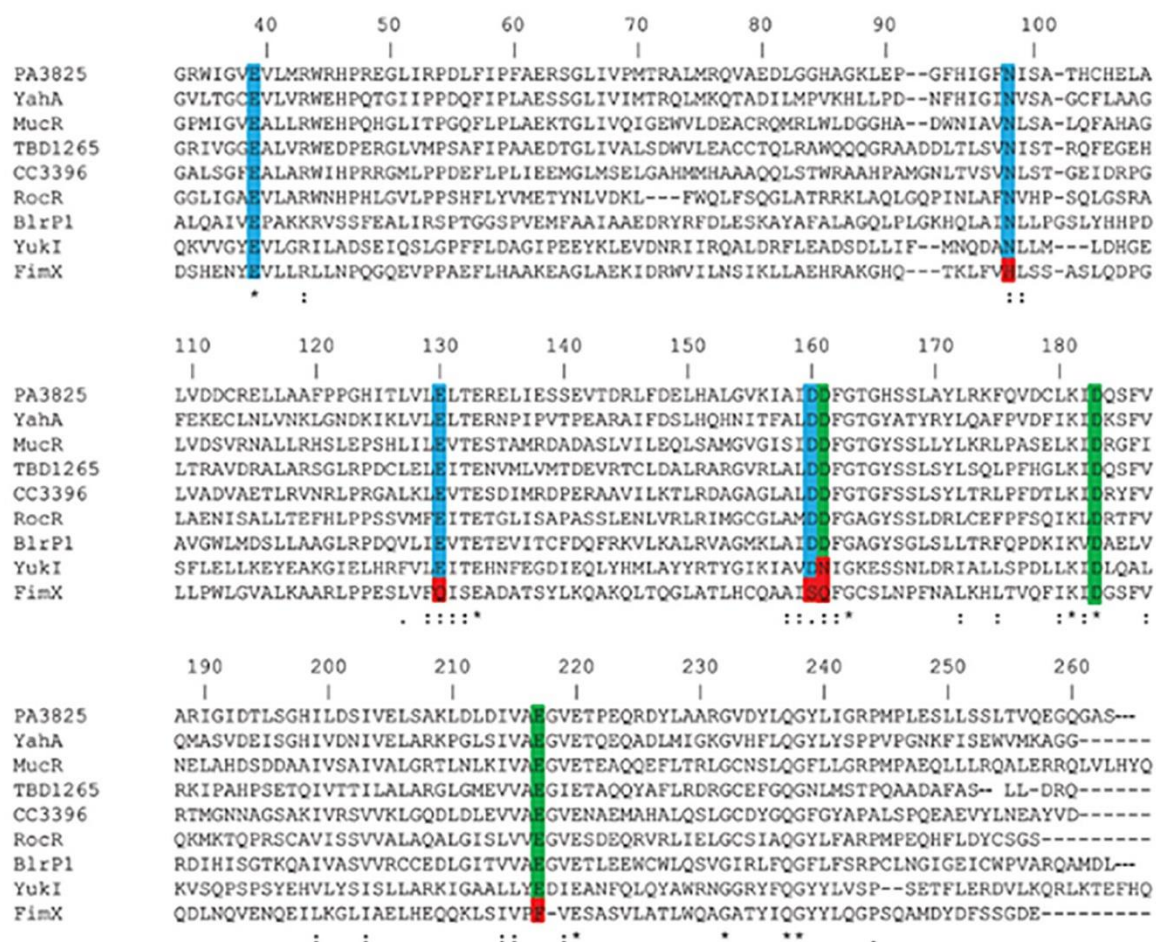 40 50 60 70 80 90 100
| | | | | | |
PA3825 GRWIGVEVLMRWRHPREGLIRPDLFIPFAERSGLIVPMTRALMRQVAEDLGGHAGKLEP--GFHIGFNISA-THCHELA
YahA GVLTGCEVLVRWEHPQTGIIPPDQFIPLAESSGLIVIMTRQLMKQTADILMPVKHLLPD--NFHIGINVSA-GCFLAAG
MucR GPMIGVEALLRWEHPQHGLITPGQFLPLAEKTGLIVQIGEWVLDEACRQMRLWLDGGHA--DWNIAVNLSA-LQFAHAG
TBD1265 GRIVGGEALVRWEDPERGLVMPSAFIPAAEDTGLIVALSDWVLEACCTQLRAWQQQGRAADDLTLSVNIST-RQFEGEH
CC3396 GALSGFEALARWIHPRRGMLPPDEFLPLIEEMGLMSELGAHMMHAAAQQLSTWRAAHPAMGNLTVSVNLST-GEIDRPG
RocR GGLIGAEVLARWNHPHLGVLPPSHFLYVMETYNLVDKL---FWQLFSQGLATRRKLAQLGQPINLAFNVHP-SQLGSRA
BlrP1 ALQAIVEPAKKRVSSFEALIRSPTGGSPVEMFAAIAAEDRYRFDLESKAYAFALAGQLPLGKHQLAINLLPGSLYHHPD
YukI QKVVGYEVLGRILADSEIQSLGPFFLDAGIPEEYKLEVDNRIIRQALDRFLEADSDLLIF--MNQDANLLM---LDHGE
FimX DSHENYEVLLRLLNPQGQEVPPAEFLHAAKEAGLAEKIDRWVILNSIKLLAEHRAKGHQ---TKLFVHLSS-ASLQDPG
* : ::
110 120 130 140 150 160 170 180
| | | | | | | |
PA3825 LVDDCRELLAAFPPGHITLVLELTERELIESSEVTDRLFDELHALGVKIAIDDFGTGHSSLAYLRKFQVDCLKIDQSFV
YahA FEKECLNLVNKLGNDKIKLVLELTERNPIPVTPEARAIFDSLHQHNITFALDDFGTGYATYRYLQAFPVDFIKIDKSFV
MucR LVDSVRNALLRHSLEPSHLILEVTESTAMRDADASLVILEQLSAMGVGISIDDFGTGYSSLLYLKRLPASELKIDRGFI
TBD1265 LTRAVDRALARSGLRPDCLELEITENVMLVMTDEVRTCLDALRARGVRLALDDFGTGYSSLSYLSQLPFHGLKIDQSFV
CC3396 LVADVAETLRVNRLPRGALKLEVTESDIMRDPERAAVILKTLRDAGAGLALDDFGTGFSSLSYLTRLPFDTLKIDRYFV
RocR LAENISALLTEFHLPPSSVMFEITETGLISAPASSLENLVRLRIMGCGLAMDDFGAGYSSLDRLCEFPFSQIKLDRTFV
BlrP1 AVGWLMDSLLAAGLRPDQVLIEVTETEVITCFDQFRKVLKALRVAGMKLAIDDFGAGYSGLSLLTRFQPDKIKVDAELV
YukI SFLELLKEYEAKGIELHRFVLEITEHNFEGDIEQLYHMLAYYRTYGIKIAVDNIGKESSNLDRIALLSPDLLKIDLQAL
FimX LLPWLGVALKAARLPPESLVFQISEADATSYLKQAKQLTQGLATLHCQAAISQFGCSLNPFNALKHLTVQFIKIDGSFV
. ::::* ::.::* : : :*:* :
190 200 210 220 230 240 250 260
| | | | | | | |
PA3825 ARIGIDTLSGHILDSIVELSAKLDLDIVAEGVETPEQRDYLAARGVDYLQGYLIGRPMPLESLLSSLTVQEGQGAS--
YahA QMASVDEISGHIVDNIVELARKPGLSIVAEGVETQEQADLMIGKGVHFLQGYLYSPPVPGNKFISEWVMKAGG------
MucR NELAHDSDDAAIVSAIVALGRTLNLKIVAEGVETEAQQEFLTRLGCNSLQGFLLGRPMPAEQLLLRQALERRQLVLHYQ
TBD1265 RKIPAHPSETQIVTTILALARGLGMEVVAEGIETAQQYAFLRDRGCEFGQGNLMSTPQAADAFAS-- LL-DRQ------
CC3396 RTMGNNAGSAKIVRSVVKLGQDLDLEVVAEGVENAEMAHALQSLGCDYGQGFGYAPALSPQEAEVYLNEAYVD------
RocR QKMKTQPRSCAVISSVVALAQALGISLVVEGVESDEQRVRLIELGCSIAQGYLFARPMPEQHFLDYCSGS---------
BlrP1 RDIHISGTKQAIVASVVRCCEDLGITVVAEGVETLEEWCWLQSVGIRLFQGFLFSRPCLNGIGEICWPVARQAMDL--
YukI KVSQPSPSYEHVLYSISLLARKIGAALLYEDIEANFQLQYAWRNGGRYFQGYYLVSP--SETFLERDVLKQRLKTEFHQ
FimX QDLNQVENQEILKGLIAELHEQQKLSIVPF-VESASVLATLWQAGATYIQGYYLQGPSQAMDYDFSSGDE---------
: : :: :* * ** .